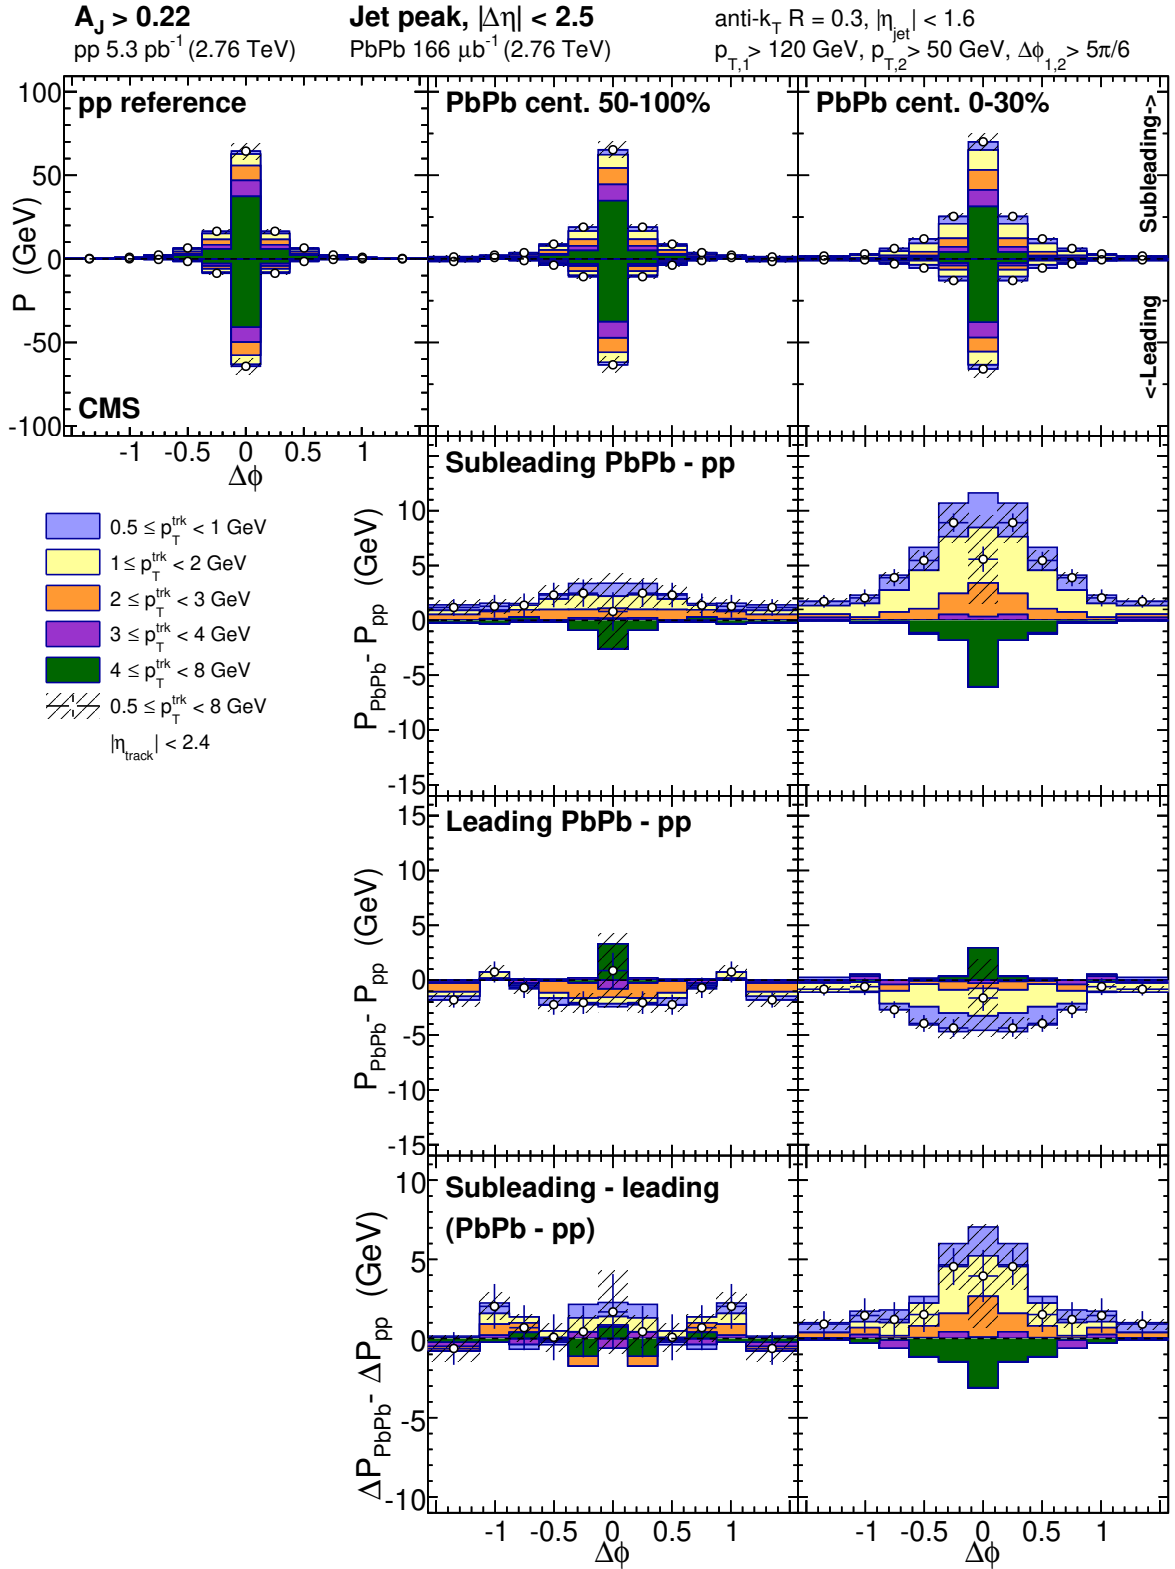 A_J > 0.22 Jet peak, |Δη| < 2.5 anti-k_T R = 0.3, |η_jet| < 1.6
pp 5.3 pb⁻¹ (2.76 TeV) PbPb 166 μb⁻¹ (2.76 TeV) p_T,1 > 120 GeV, p_T,2 > 50 GeV, Δϕ_1,2 > 5π/6
pp reference PbPb cent. 50-100% PbPb cent. 0-30%
100
50
0
-50
-100
P (GeV)
Subleading->
<-Leading
CMS
-1 -0.5 0 0.5 1
Δϕ
0.5 ≤ p_T^trk < 1 GeV
1 ≤ p_T^trk < 2 GeV
2 ≤ p_T^trk < 3 GeV
3 ≤ p_T^trk < 4 GeV
4 ≤ p_T^trk < 8 GeV
0.5 ≤ p_T^trk < 8 GeV
|η_track| < 2.4
Subleading PbPb - pp
10
5
0
-5
-10
-15
P_PbPb - P_pp (GeV)
Leading PbPb - pp
15
10
5
0
-5
-10
-15
P_PbPb - P_pp (GeV)
Subleading - leading
(PbPb - pp)
10
5
0
-5
-10
ΔP_PbPb - ΔP_pp (GeV)
-1 -0.5 0 0.5 1 -1 -0.5 0 0.5 1
Δϕ Δϕ